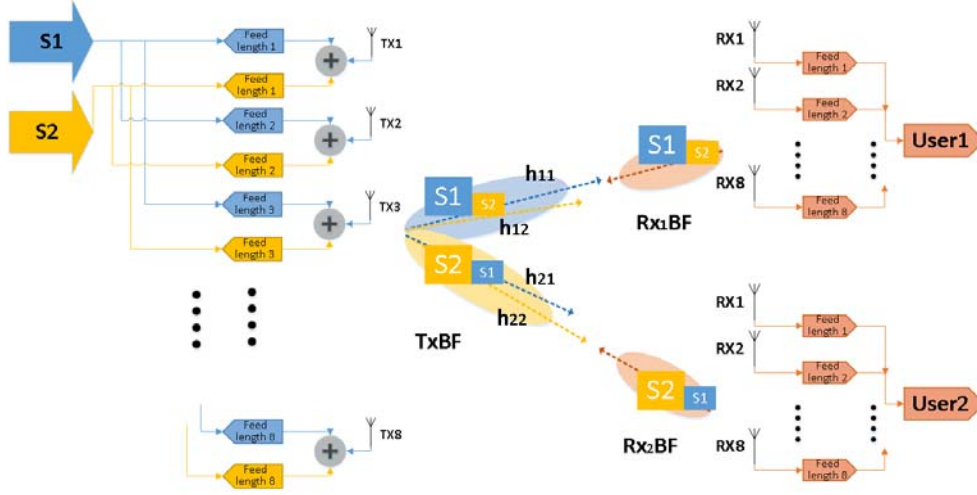 S1
S2
Feed
length 1
TX1
Feed
length 1
Feed
length 2
TX2
Feed
length 2
Feed
length 3
TX3
Feed
length 3
Feed
length 8
TX8
Feed
length 8
S1
S2
h11
h12
S2
S1
h21
h22
TxBF
S1
S2
Rx1BF
S2
S1
Rx2BF
RX1
Feed
length 1
RX2
Feed
length 2
RX8
Feed
length 8
User1
RX1
Feed
length 1
RX2
Feed
length 2
RX8
Feed
length 8
User2